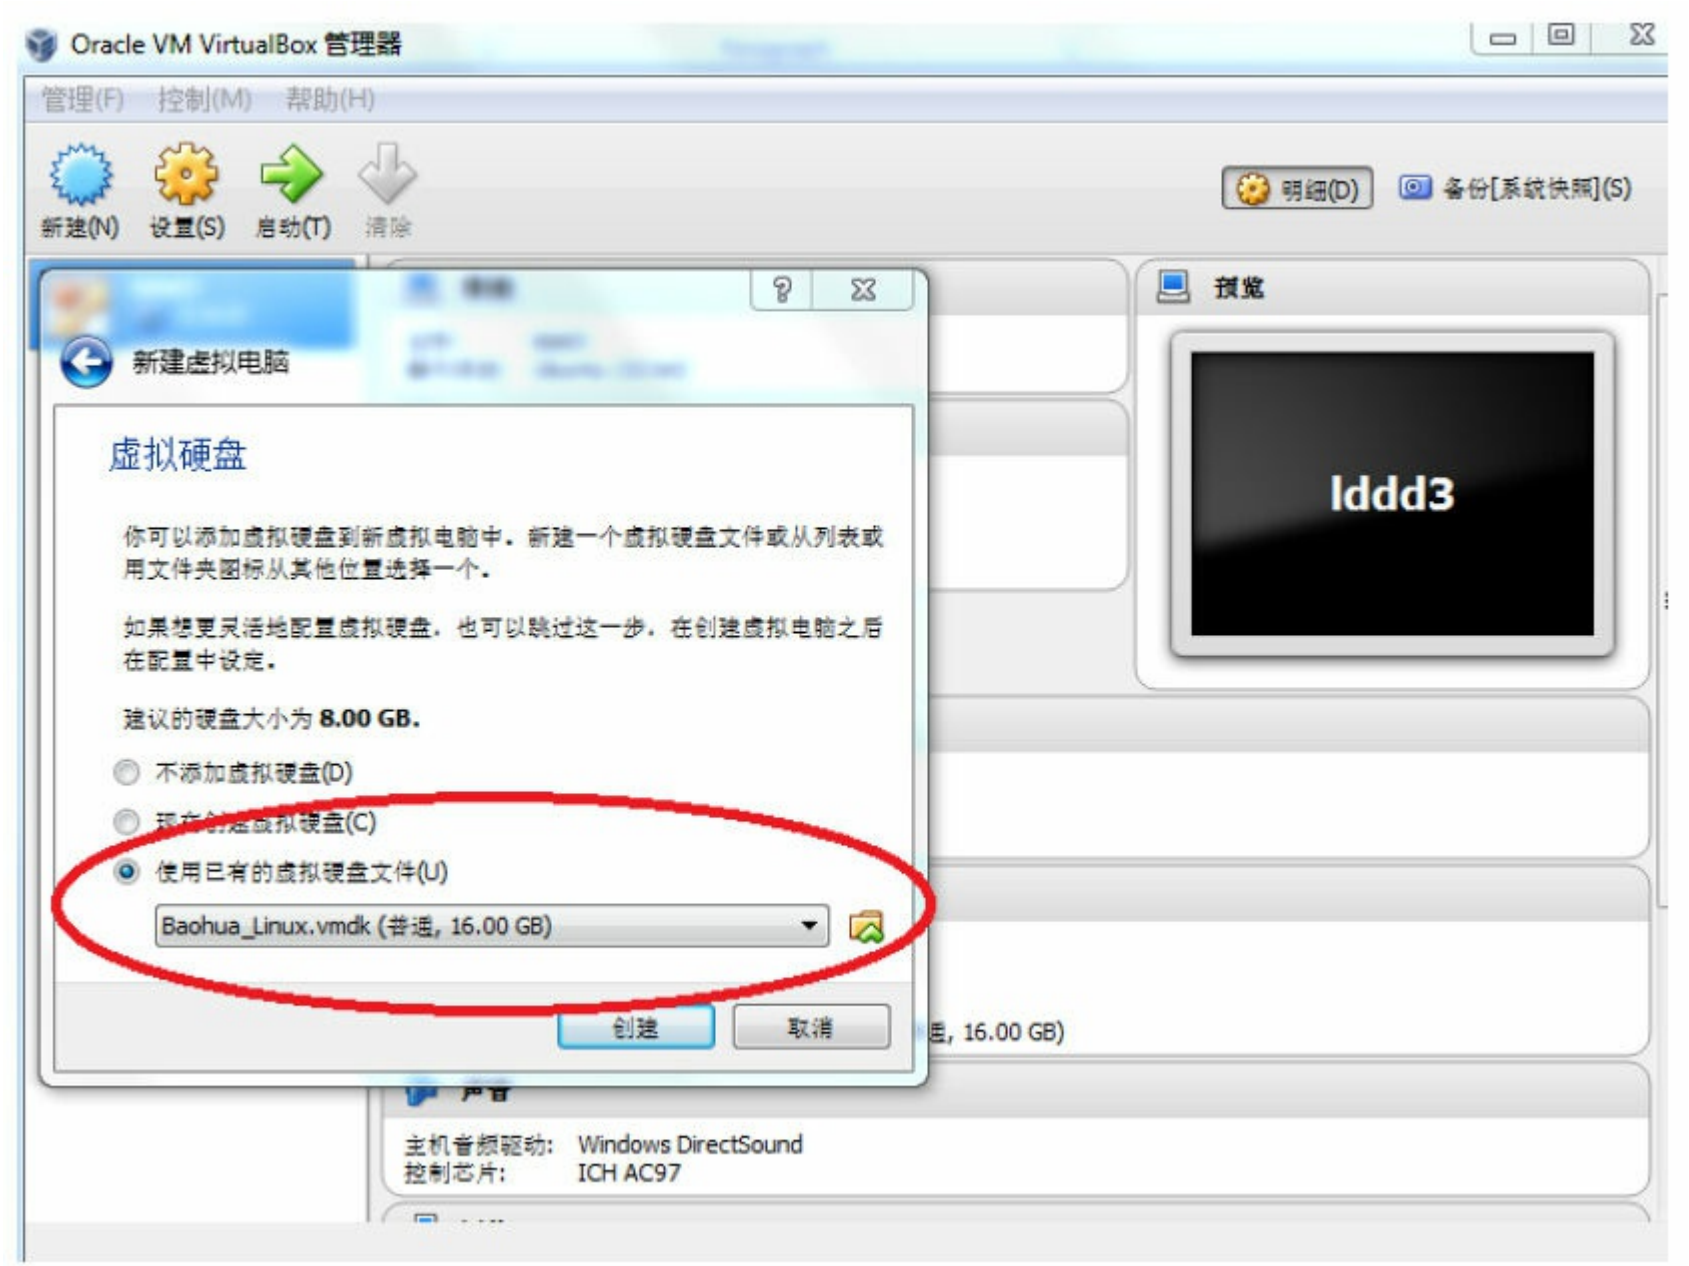 Oracle VM VirtualBox 管理器
管理(F) 控制(M) 帮助(H)
新建(N) 设置(S) 启动(T) 清除
明细(D) 备份[系统快照](S)
预览
lddd3
新建虚拟电脑
虚拟硬盘
你可以添加虚拟硬盘到新虚拟电脑中。新建一个虚拟硬盘文件或从列表或
用文件夹图标从其他位置选择一个。
如果想更灵活地配置虚拟硬盘，也可以跳过这一步，在创建虚拟电脑之后
在配置中设定。
建议的硬盘大小为 8.00 GB。
不添加虚拟硬盘(D)
现在创建虚拟硬盘(C)
使用已有的虚拟硬盘文件(U)
Baohua_Linux.vmdk (普通, 16.00 GB)
创建 取消
通, 16.00 GB)
声音
主机音频驱动: Windows DirectSound
控制芯片: ICH AC97